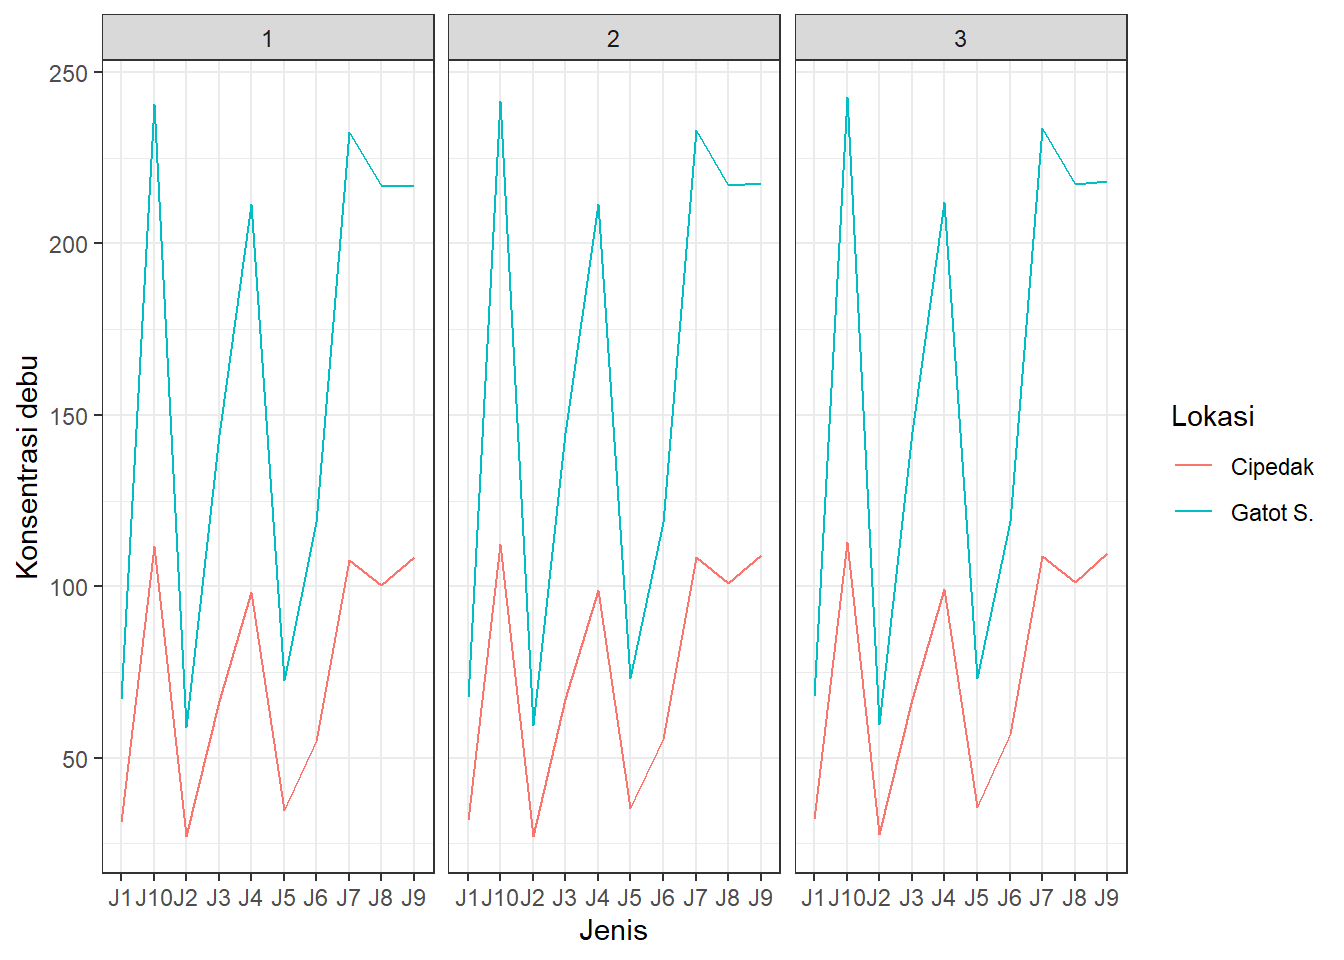 1 2 3
250
200
150
100
50
Konsentrasi debu
J1 J10 J2 J3 J4 J5 J6 J7 J8 J9
J1 J10 J2 J3 J4 J5 J6 J7 J8 J9
J1 J10 J2 J3 J4 J5 J6 J7 J8 J9
Jenis
Lokasi
Cipedak
Gatot S.